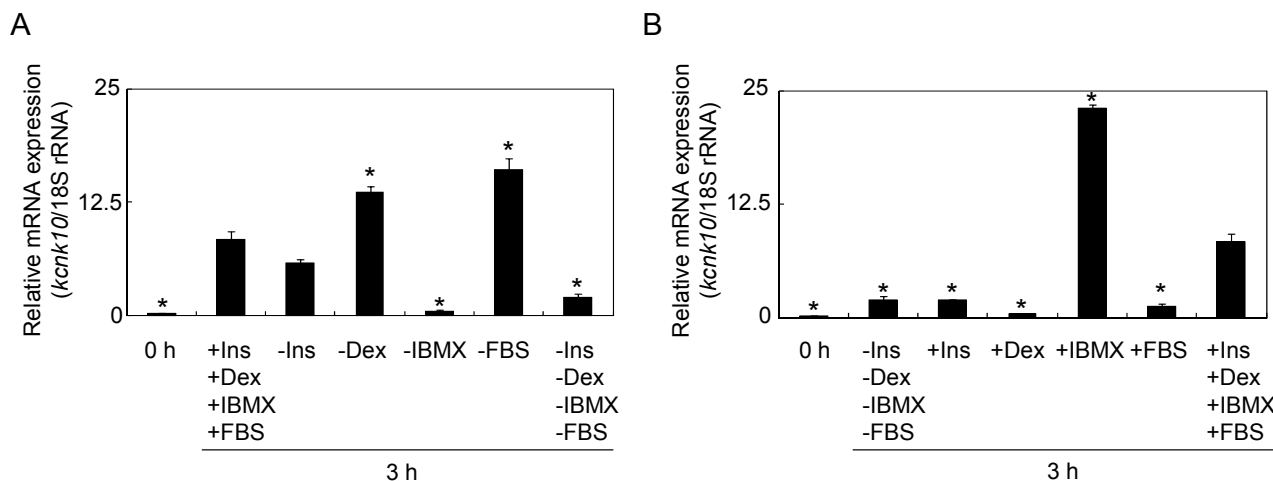 A
Relative mRNA expression
(kcnk10/18S rRNA)
25
12.5
0
*
*
*
*
*
0 h
+Ins
+Dex
+IBMX
+FBS
-Ins
-Dex
-IBMX
-FBS
-Ins
-Dex
-IBMX
-FBS
3 h
B
Relative mRNA expression
(kcnk10/18S rRNA)
25
12.5
0
*
*
*
*
*
*
0 h
-Ins
-Dex
-IBMX
-FBS
+Ins
+Dex
+IBMX
+FBS
+Ins
+Dex
+IBMX
+FBS
3 h